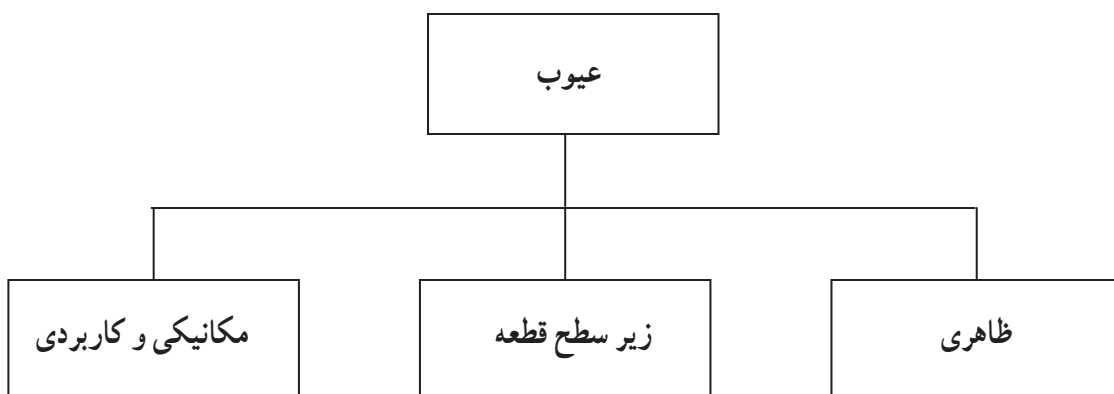 عیوب
ظاهری
زیر سطح قطعه
مکانیکی و کاربردی